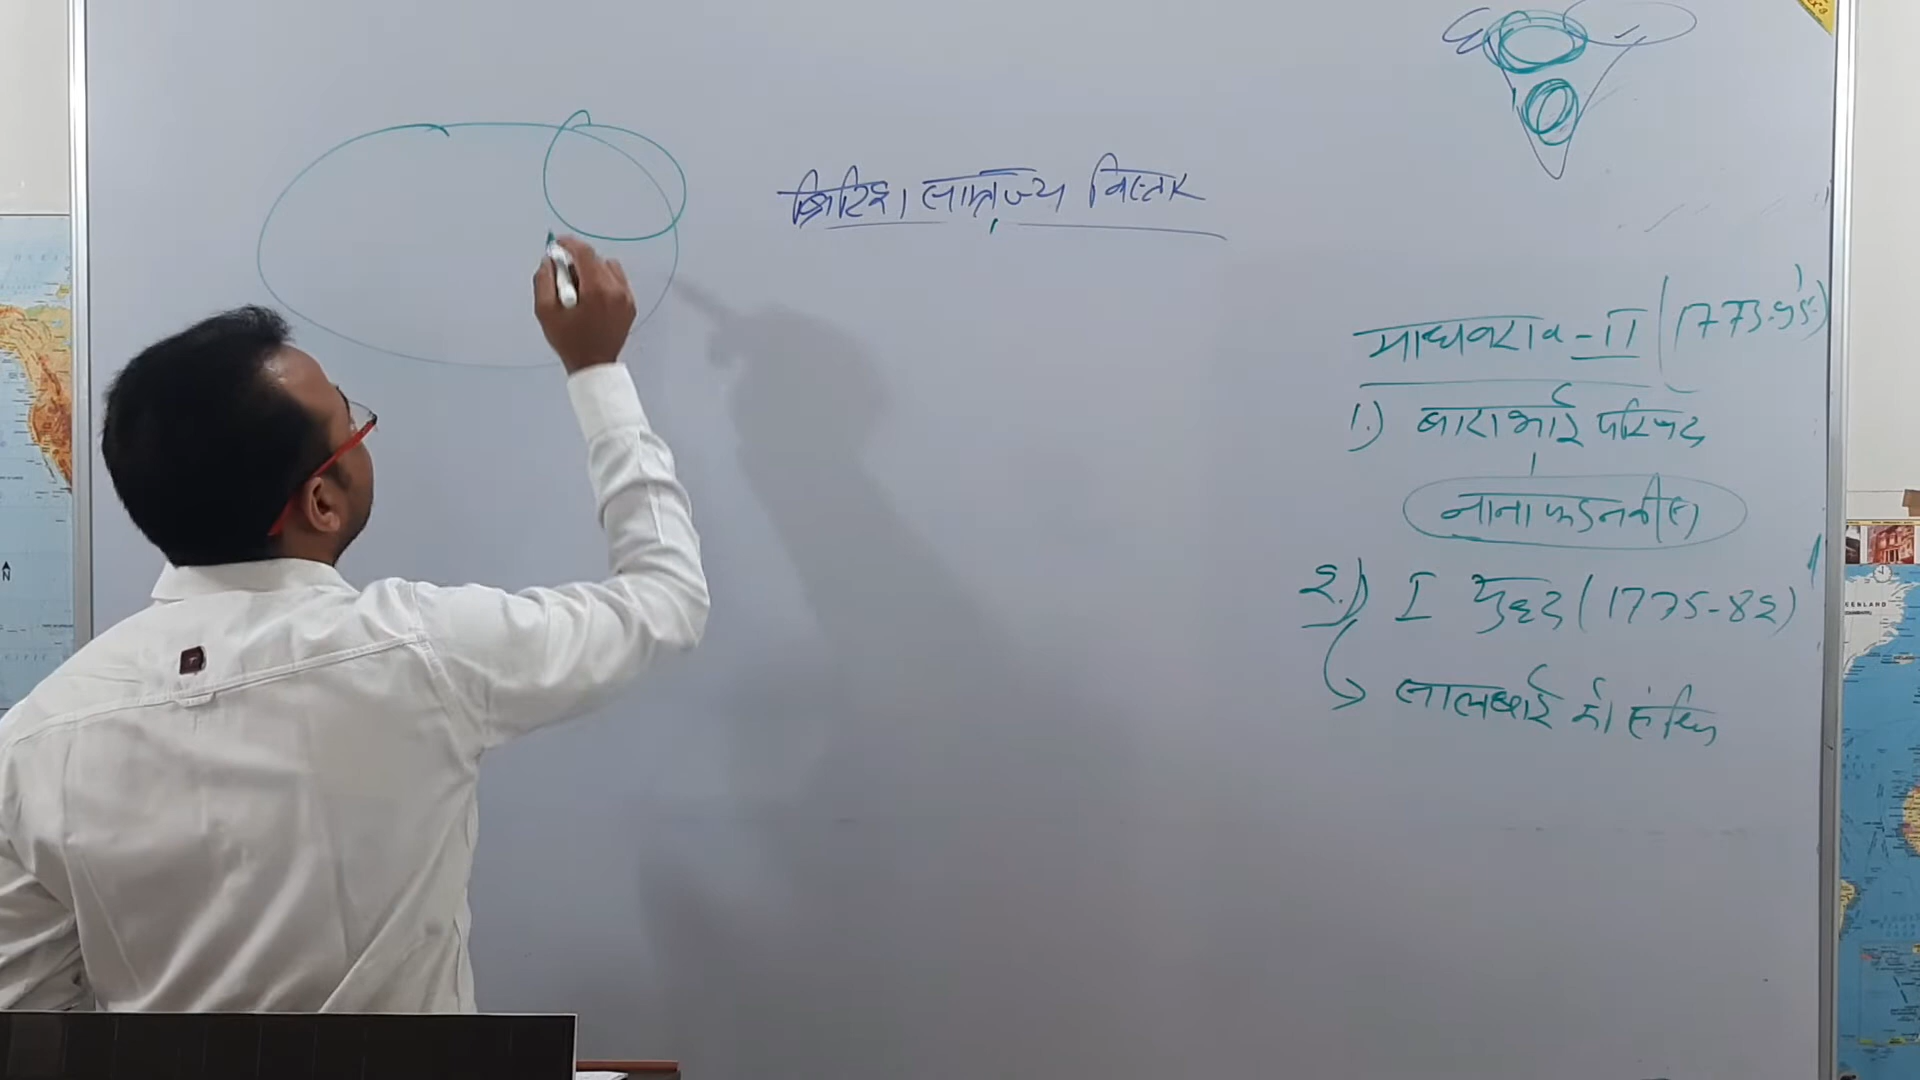 ब्रिटिश साम्राज्य विस्तार
माधवराव-II (1773-95)
1.) बाराभाई परिषद
नाना फडनवीस
2.) I युद्ध (1775-82)
सालबाई की संधि
N